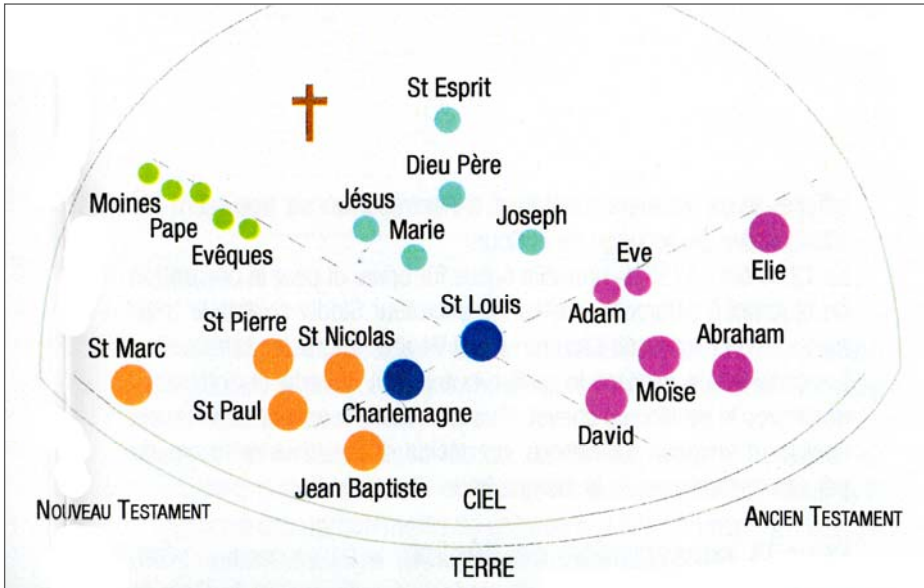 St Esprit
Dieu Père
Jésus
Marie
Joseph
Moines
Pape
Evêques
Eve
Adam
Elie
St Louis
St Pierre
St Nicolas
St Marc
Abraham
Moïse
St Paul
Charlemagne
David
Jean Baptiste
CIEL
NOUVEAU TESTAMENT
ANCIEN TESTAMENT
TERRE